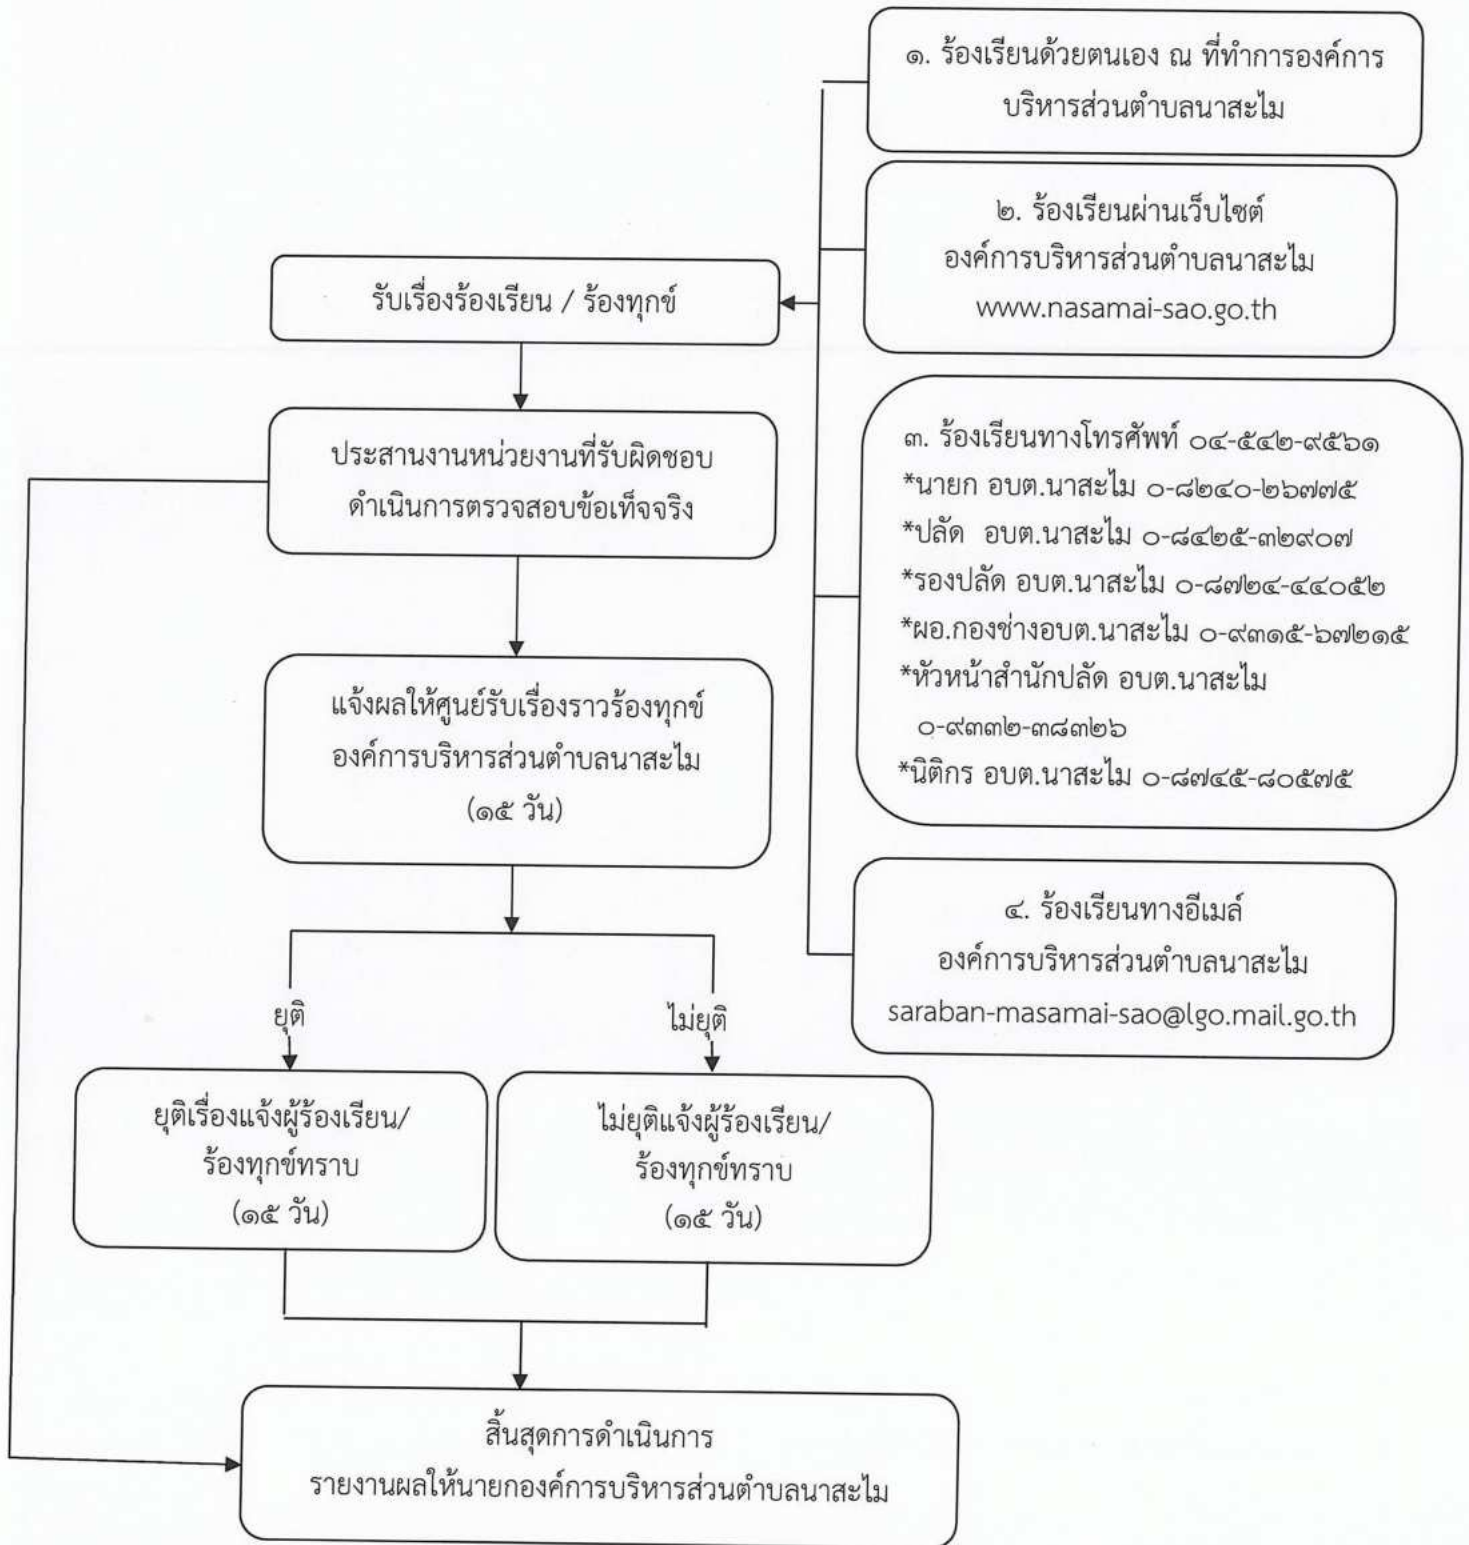 ๑. ร้องเรียนด้วยตนเอง ณ ที่ทำการองค์การ
บริหารส่วนตำบลนาสะไม
๒. ร้องเรียนผ่านเว็บไซต์
องค์การบริหารส่วนตำบลนาสะไม
www.nasamai-sao.go.th
๓. ร้องเรียนทางโทรศัพท์ ๐๔-๕๔๒-๙๕๖๑
*นายก อบต.นาสะไม ๐-๘๒๔๐-๒๖๗๗๕
*ปลัด อบต.นาสะไม ๐-๘๔๒๕-๓๒๙๐๗
*รองปลัด อบต.นาสะไม ๐-๘๗๒๔-๔๔๐๕๒
*ผอ.กองช่างอบต.นาสะไม ๐-๙๓๑๕-๖๗๒๑๕
*หัวหน้าสำนักปลัด อบต.นาสะไม
๐-๙๓๓๒-๓๘๓๒๖
*นิติกร อบต.นาสะไม ๐-๘๗๔๕-๘๐๕๗๕
๔. ร้องเรียนทางอีเมล์
องค์การบริหารส่วนตำบลนาสะไม
saraban-masamai-sao@lgo.mail.go.th
รับเรื่องร้องเรียน / ร้องทุกข์
ประสานงานหน่วยงานที่รับผิดชอบ
ดำเนินการตรวจสอบข้อเท็จจริง
แจ้งผลให้ศูนย์รับเรื่องราวร้องทุกข์
องค์การบริหารส่วนตำบลนาสะไม
(๑๕ วัน)
ยุติ
ไม่ยุติ
ยุติเรื่องแจ้งผู้ร้องเรียน/
ร้องทุกข์ทราบ
(๑๕ วัน)
ไม่ยุติแจ้งผู้ร้องเรียน/
ร้องทุกข์ทราบ
(๑๕ วัน)
สิ้นสุดการดำเนินการ
รายงานผลให้นายกองค์การบริหารส่วนตำบลนาสะไม